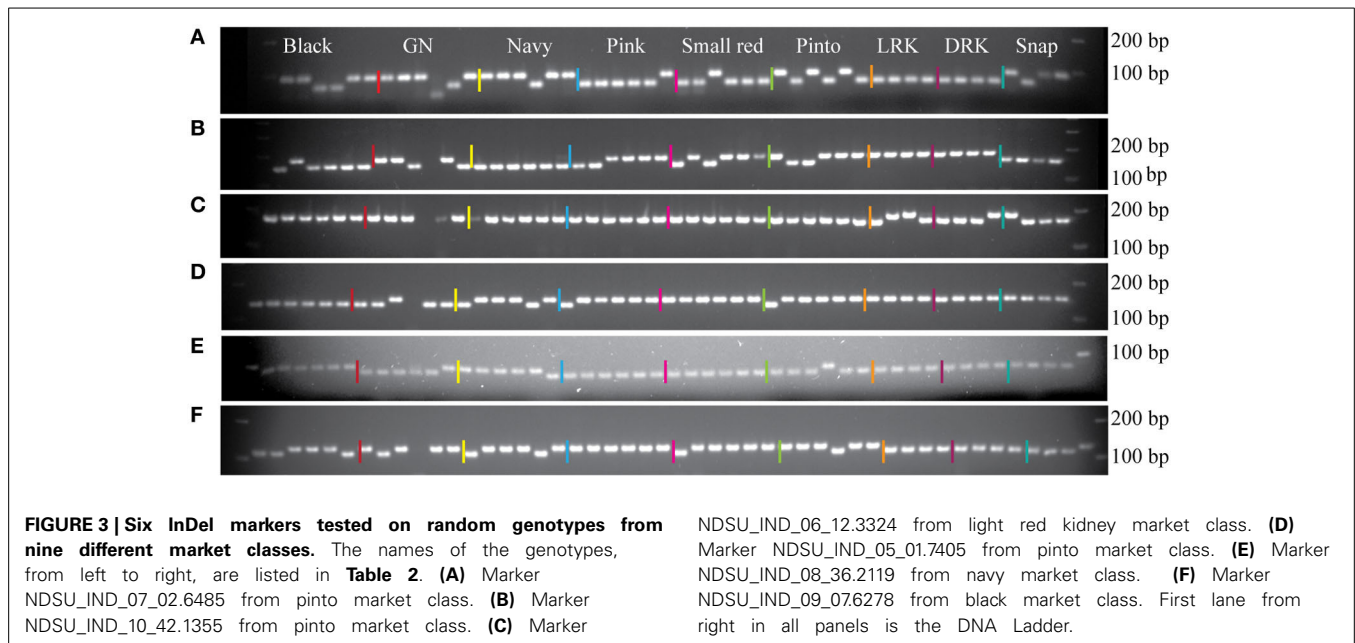 A
Black GN Navy Pink Small red Pinto LRK DRK Snap
200 bp
100 bp
B
200 bp
100 bp
C
200 bp
100 bp
D
200 bp
100 bp
E
100 bp
F
200 bp
100 bp
FIGURE 3 | Six InDel markers tested on random genotypes from
nine different market classes. The names of the genotypes,
from left to right, are listed in Table 2. (A) Marker
NDSU_IND_07_02.6485 from pinto market class. (B) Marker
NDSU_IND_10_42.1355 from pinto market class. (C) Marker
NDSU_IND_06_12.3324 from light red kidney market class. (D)
Marker NDSU_IND_05_01.7405 from pinto market class. (E) Marker
NDSU_IND_08_36.2119 from navy market class. (F) Marker
NDSU_IND_09_07.6278 from black market class. First lane from
right in all panels is the DNA Ladder.